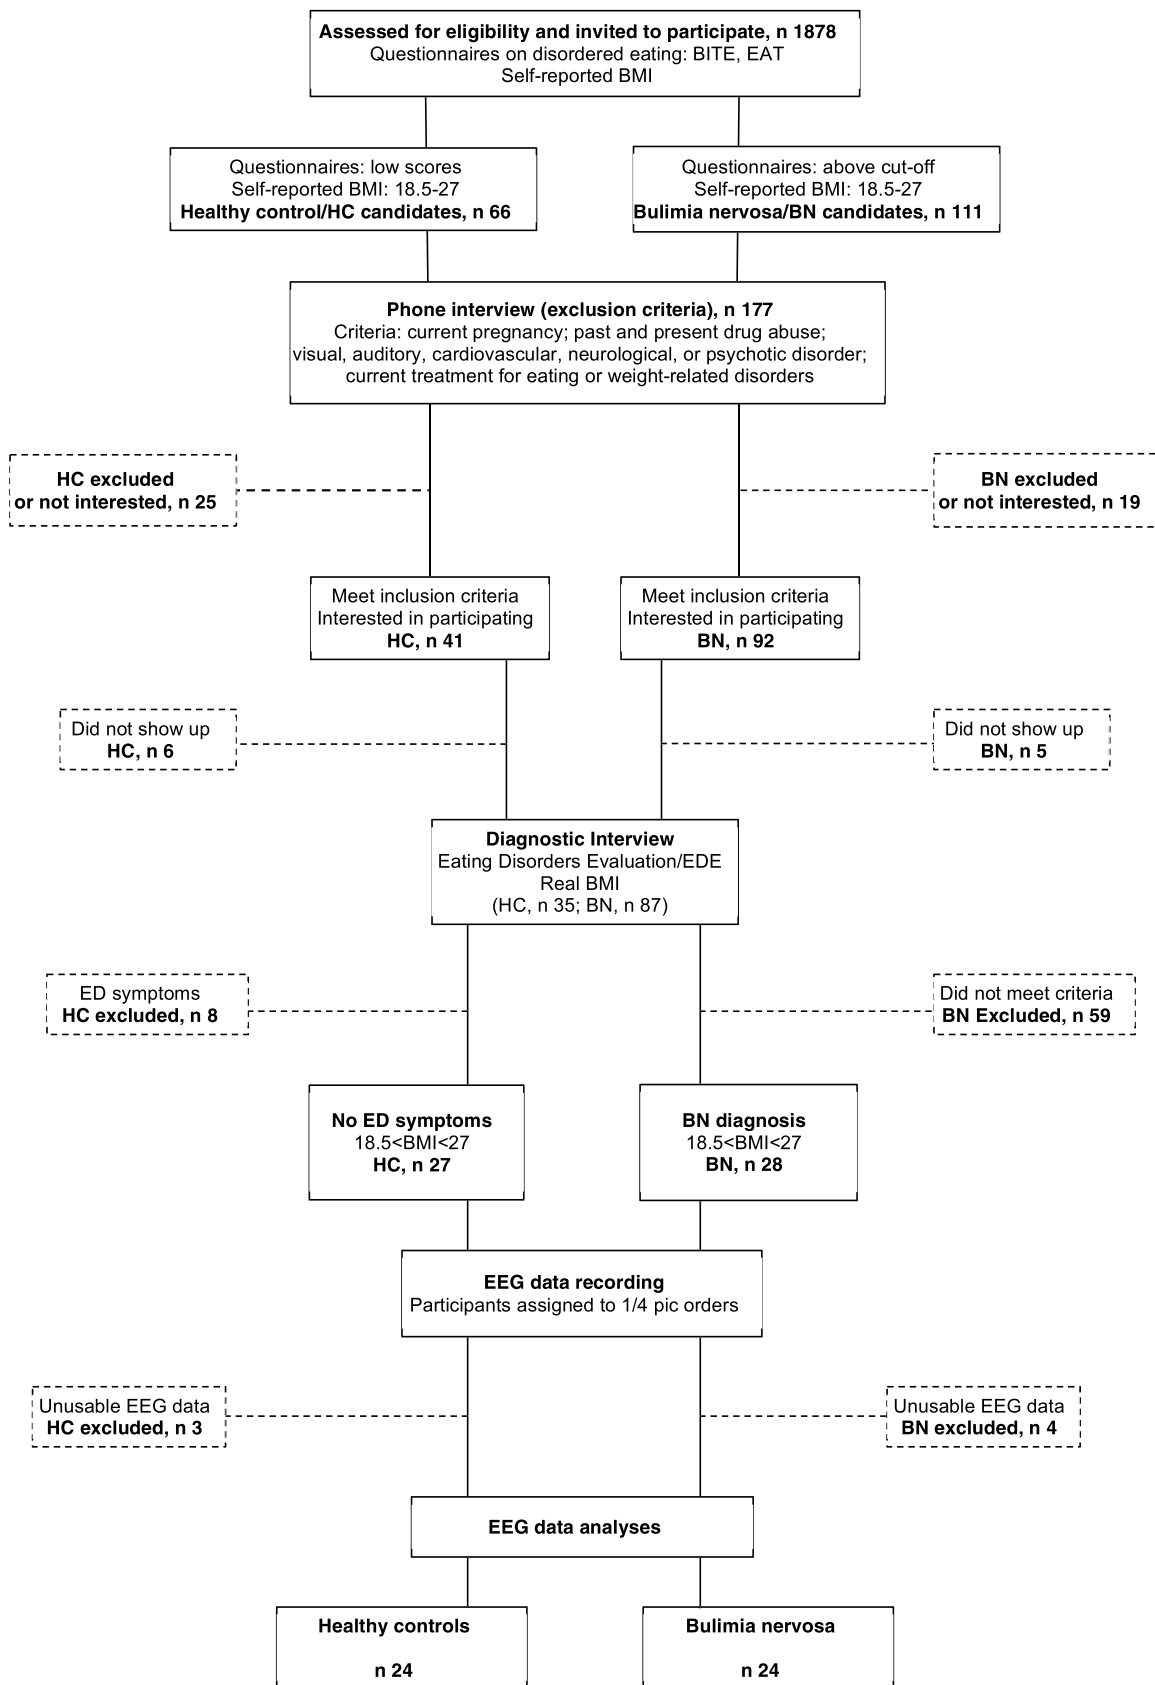 Assessed for eligibility and invited to participate, n 1878
Questionnaires on disordered eating: BITE, EAT
Self-reported BMI
Questionnaires: low scores
Self-reported BMI: 18.5-27
Healthy control/HC candidates, n 66
Questionnaires: above cut-off
Self-reported BMI: 18.5-27
Bulimia nervosa/BN candidates, n 111
Phone interview (exclusion criteria), n 177
Criteria: current pregnancy; past and present drug abuse;
visual, auditory, cardiovascular, neurological, or psychotic disorder;
current treatment for eating or weight-related disorders
HC excluded
or not interested, n 25
BN excluded
or not interested, n 19
Meet inclusion criteria
Interested in participating
HC, n 41
Meet inclusion criteria
Interested in participating
BN, n 92
Did not show up
HC, n 6
Did not show up
BN, n 5
Diagnostic Interview
Eating Disorders Evaluation/EDE
Real BMI
(HC, n 35; BN, n 87)
ED symptoms
HC excluded, n 8
Did not meet criteria
BN Excluded, n 59
No ED symptoms
18.5<BMI<27
HC, n 27
BN diagnosis
18.5<BMI<27
BN, n 28
EEG data recording
Participants assigned to 1/4 pic orders
Unusable EEG data
HC excluded, n 3
Unusable EEG data
BN excluded, n 4
EEG data analyses
Healthy controls
n 24
Bulimia nervosa
n 24